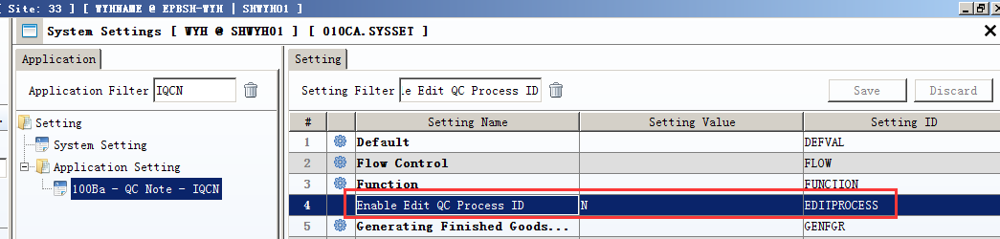 [ Site: 33 ] [ WYHNAME @ EPBSH-WYH | SHWYH01 ]
System Settings [ WYH @ SHWYH01 ] [ 010CA.SYSSET ]
Application
Application Filter IQCN
Setting
System Setting
Application Setting
100Ba - QC Note - IQCN
Setting
Setting Filter .e Edit QC Process ID
Save Discard
# Setting Name Setting Value Setting ID
1 Default DEFVAL
2 Flow Control FLOW
3 Function FUNCTION
4 Enable Edit QC Process ID N EDITPROCESS
5 Generating Finished Goods... GENFGR